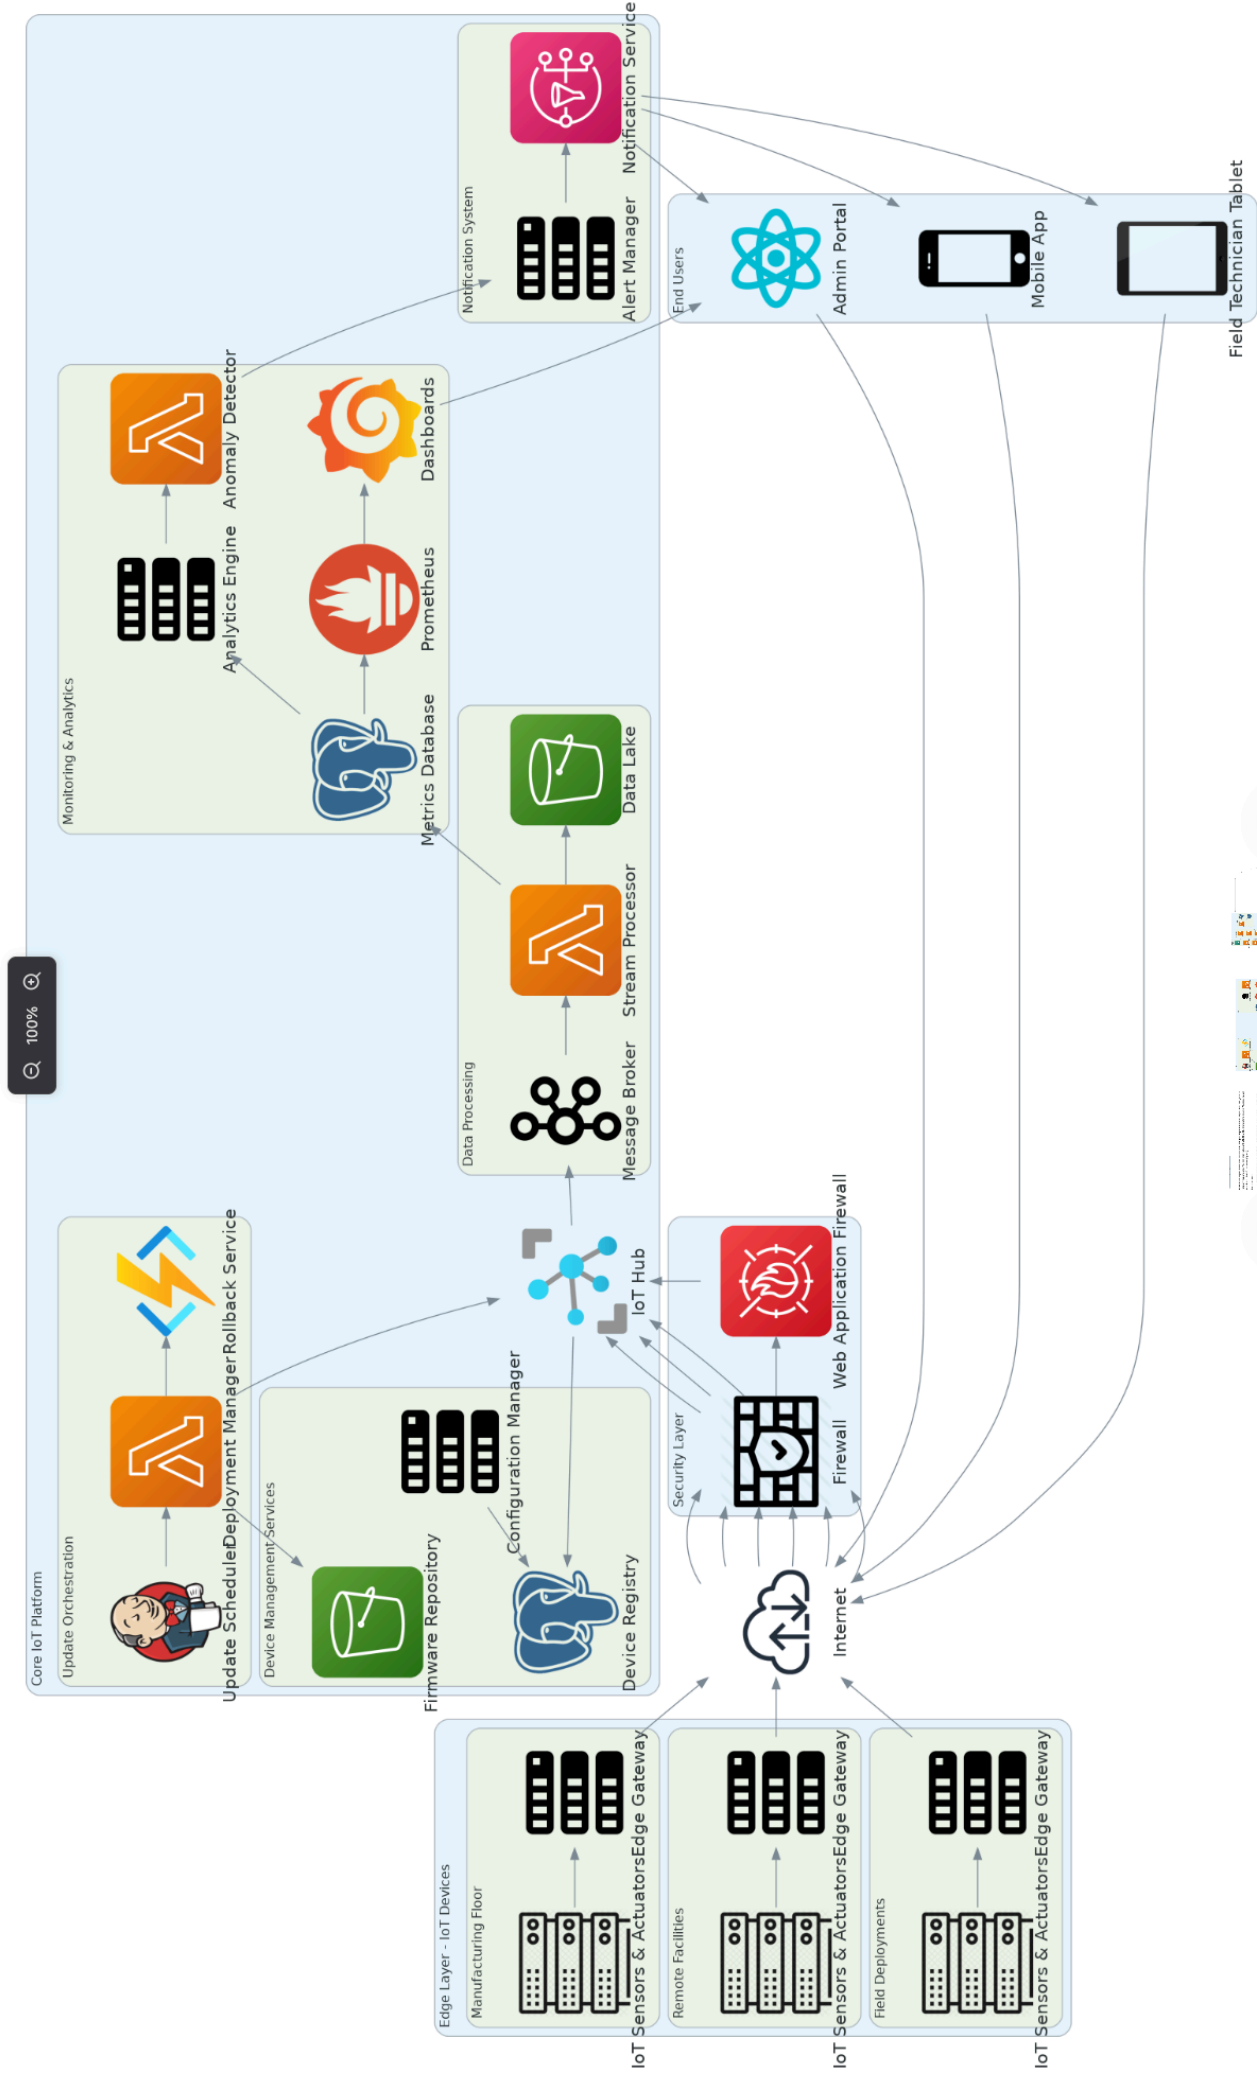 Edge Layer - IoT Devices
Manufacturing Floor
IoT Sensors & Actuators
Edge Gateway
Remote Facilities
IoT Sensors & Actuators
Edge Gateway
Field Deployments
IoT Sensors & Actuators
Edge Gateway
Internet
Core IoT Platform
Update Orchestration
Update Scheduler
Deployment Manager
Rollback Service
Device Management Services
Firmware Repository
Configuration Manager
Device Registry
IoT Hub
Security Layer
Firewall
Web Application Firewall
Data Processing
Message Broker
Stream Processor
Data Lake
Monitoring & Analytics
Metrics Database
Analytics Engine
Anomaly Detector
Prometheus
Dashboards
Notification System
Alert Manager
Notification Service
End Users
Admin Portal
Mobile App
Field Technician Tablet
100%